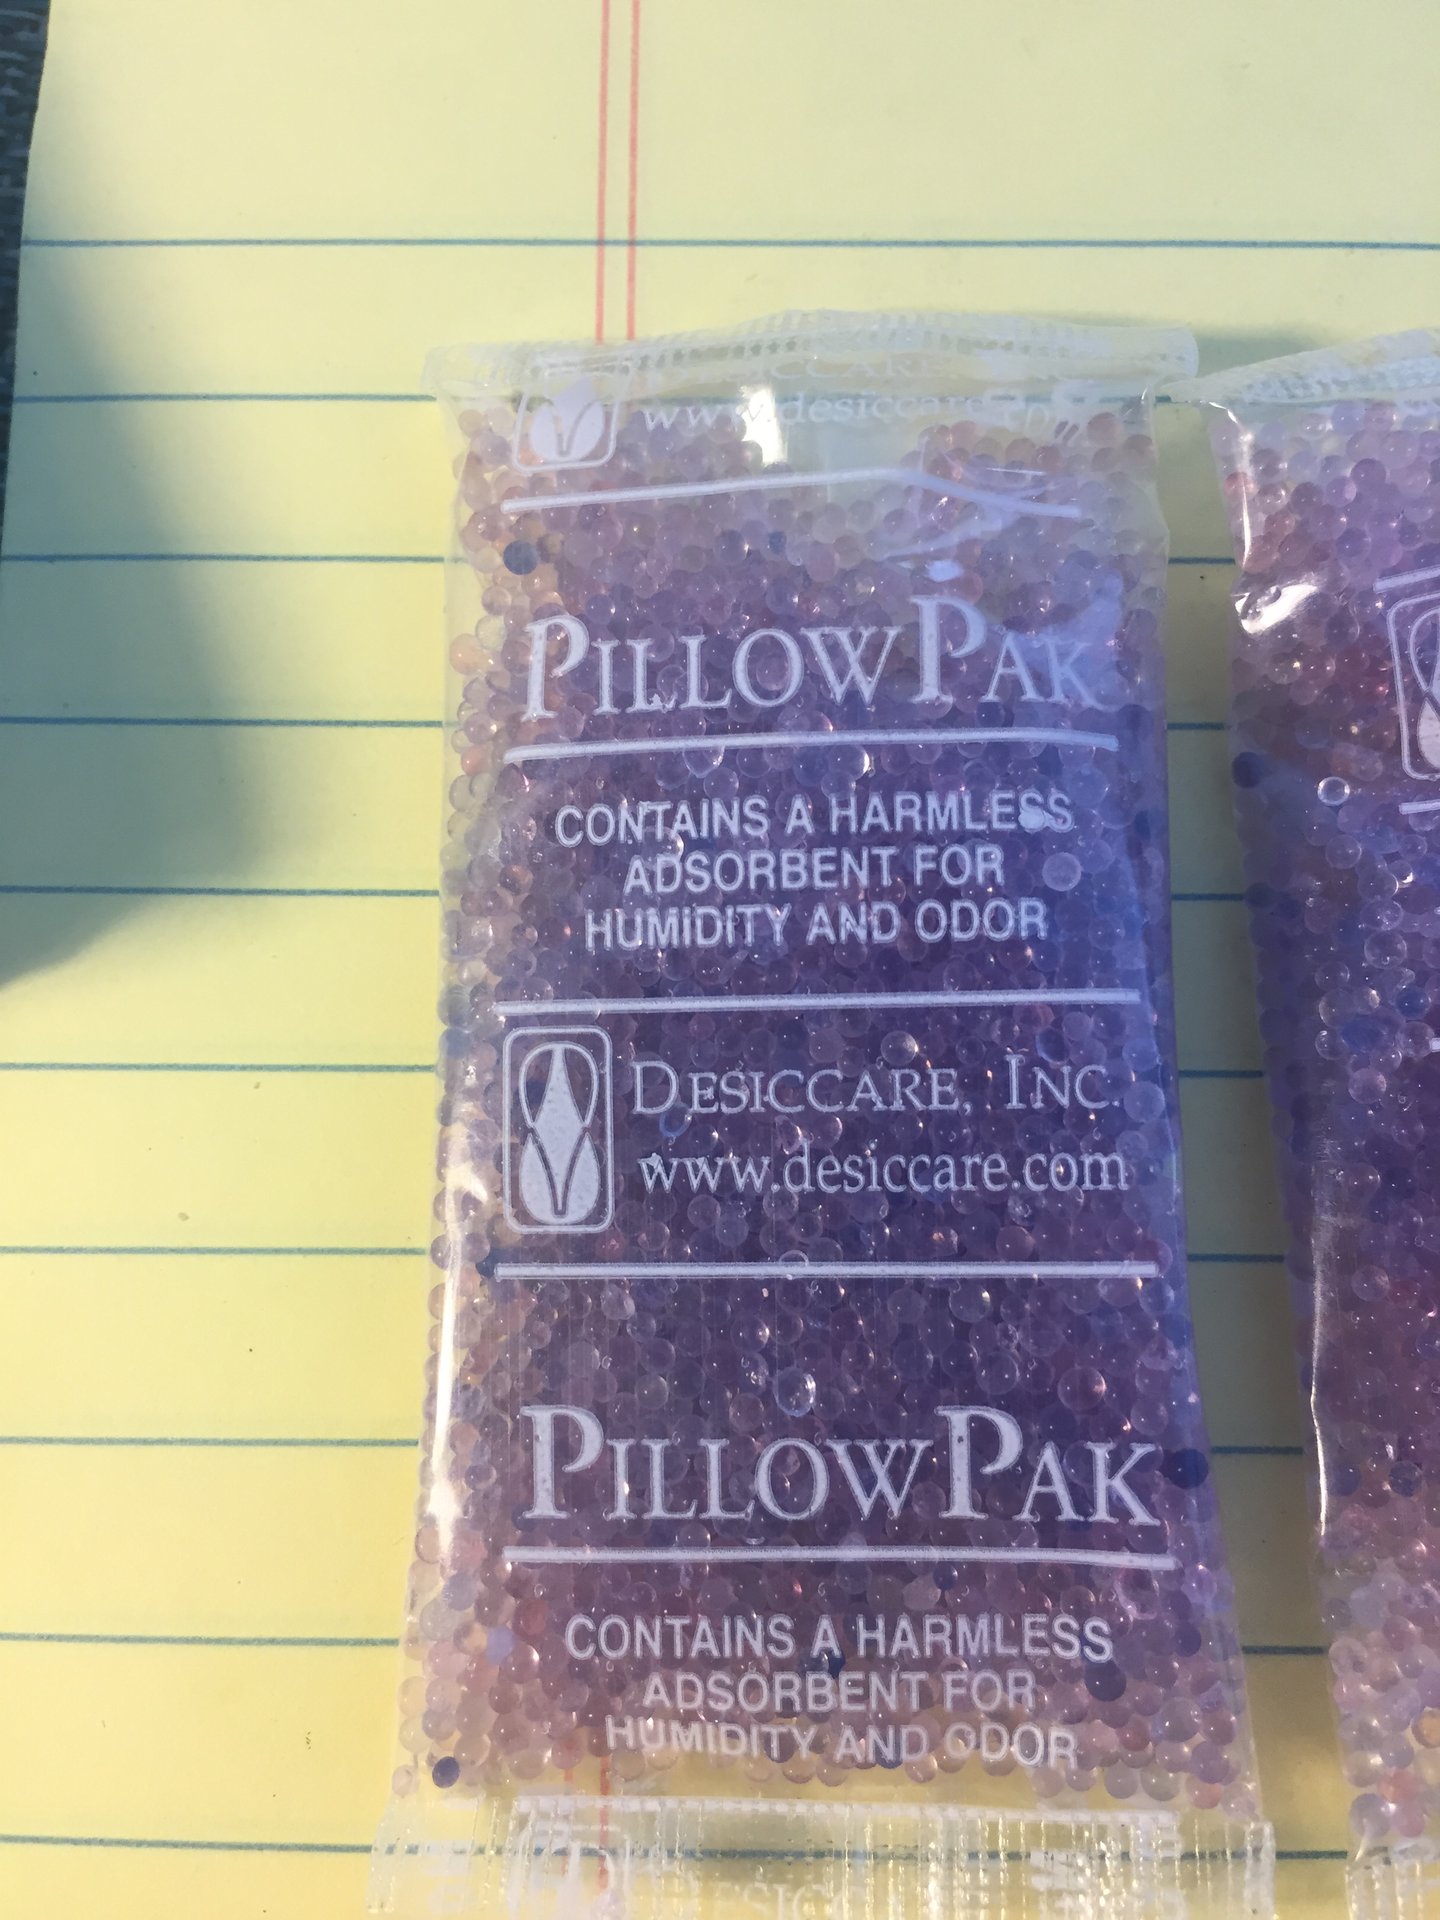 DESICCARE
www.desiccare.com
PILLOWPAK
CONTAINS A HARMLESS
ADSORBENT FOR
HUMIDITY AND ODOR
DESICCARE, INC.
www.desiccare.com
PILLOWPAK
CONTAINS A HARMLESS
ADSORBENT FOR
HUMIDITY AND ODOR